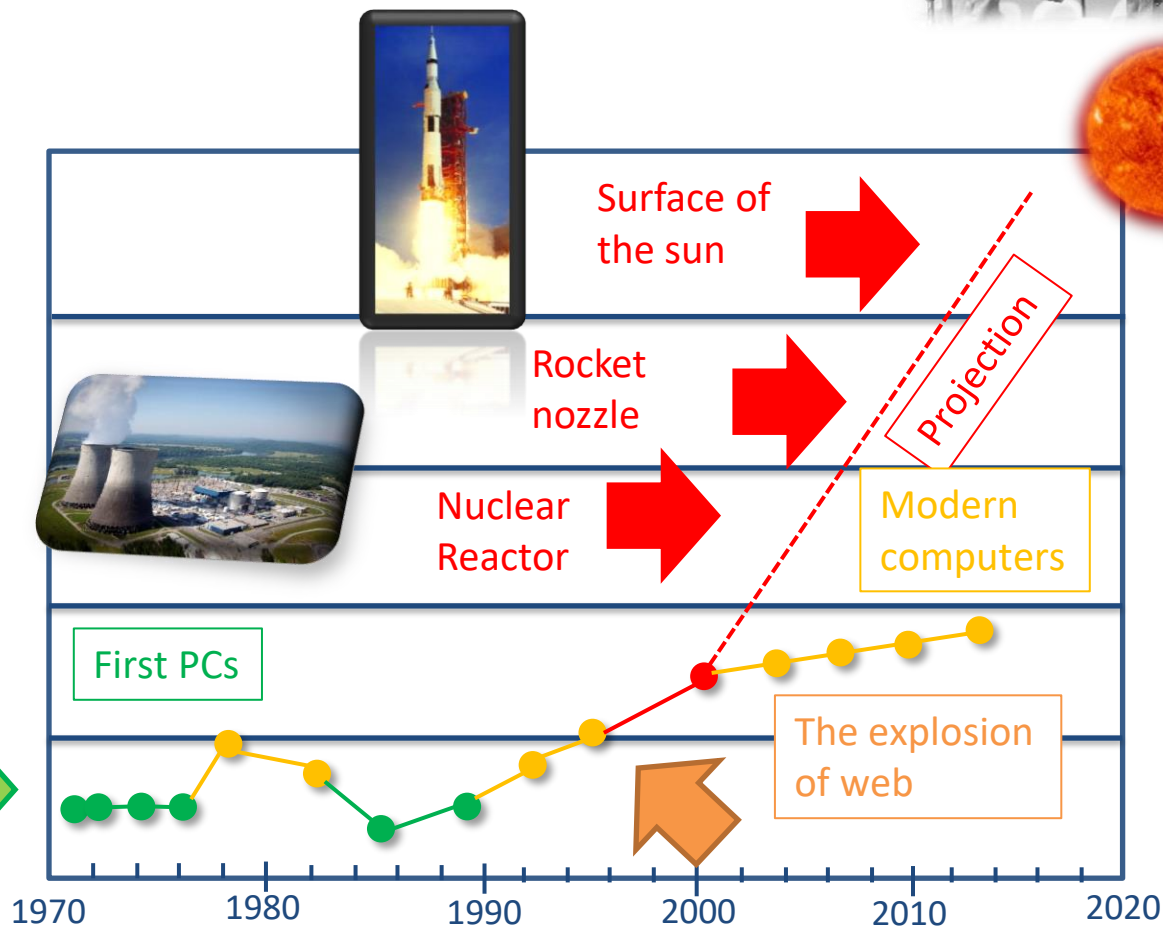 Surface of
the sun
Rocket
nozzle
Projection
Nuclear
Reactor
Modern
computers
First PCs
The explosion
of web
1970
1980
1990
2000
2010
2020